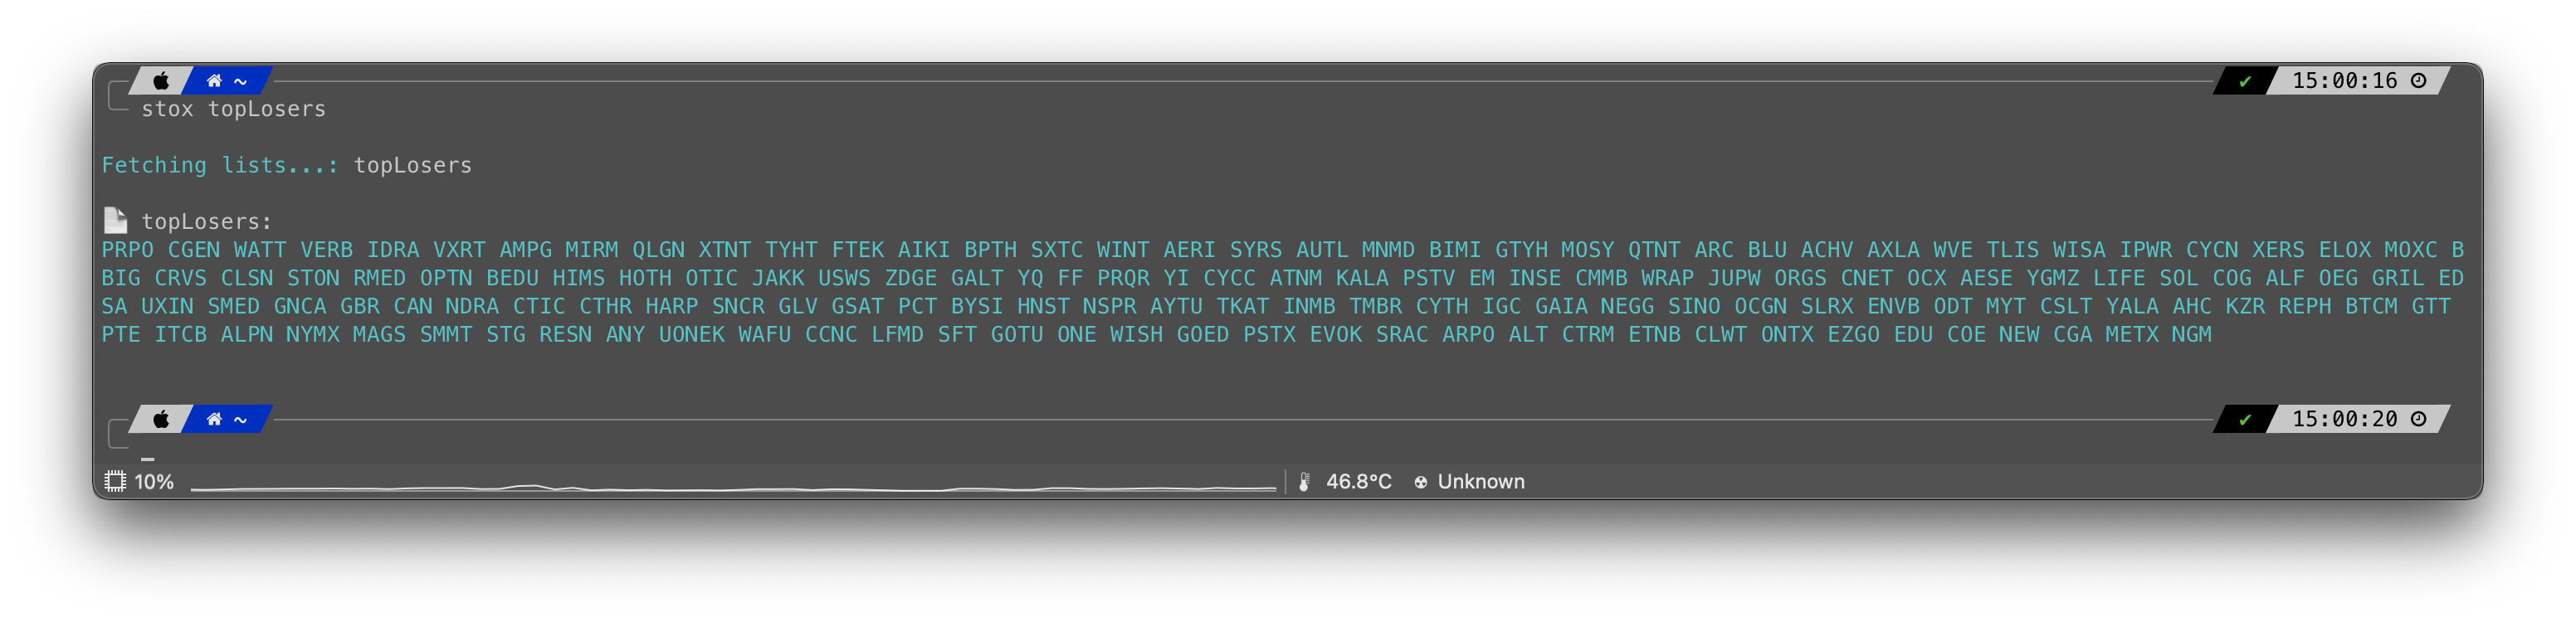 ~ ✔ 15:00:16
stox topLosers
Fetching lists...: topLosers
topLosers:
PRPO CGEN WATT VERB IDRA VXRT AMPG MIRM QLGN XTNT TYHT FTEK AIKI BPTH SXTC WINT AERI SYRS AUTL MNMD BIMI GTYH MOSY QTNT ARC BLU ACHV AXLA WVE TLIS WISA IPWR CYCN XERS ELOX MOXC B
BIG CRVS CLSN STON RMED OPTN BEDU HIMS HOTH OTIC JAKK USWS ZDGE GALT YQ FF PRQR YI CYCC ATNM KALA PSTV EM INSE CMMB WRAP JUPW ORGS CNET OCX AESE YGMZ LIFE SOL COG ALF OEG GRIL ED
SA UXIN SMED GNCA GBR CAN NDRA CTIC CTHR HARP SNCR GLV GSAT PCT BYSI HNST NSPR AYTU TKAT INMB TMBR CYTH IGC GAIA NEGG SINO OCGN SLRX ENVB ODT MYT CSLT YALA AHC KZR REPH BTCM GTT
PTE ITCB ALPN NYMX MAGS SMMT STG RESN ANY UONEK WAFU CCNC LFMD SFT GOTU ONE WISH GOED PSTX EVOK SRAC ARPO ALT CTRM ETNB CLWT ONTX EZGO EDU COE NEW CGA METX NGM
~ ✔ 15:00:20
10% 46.8°C Unknown